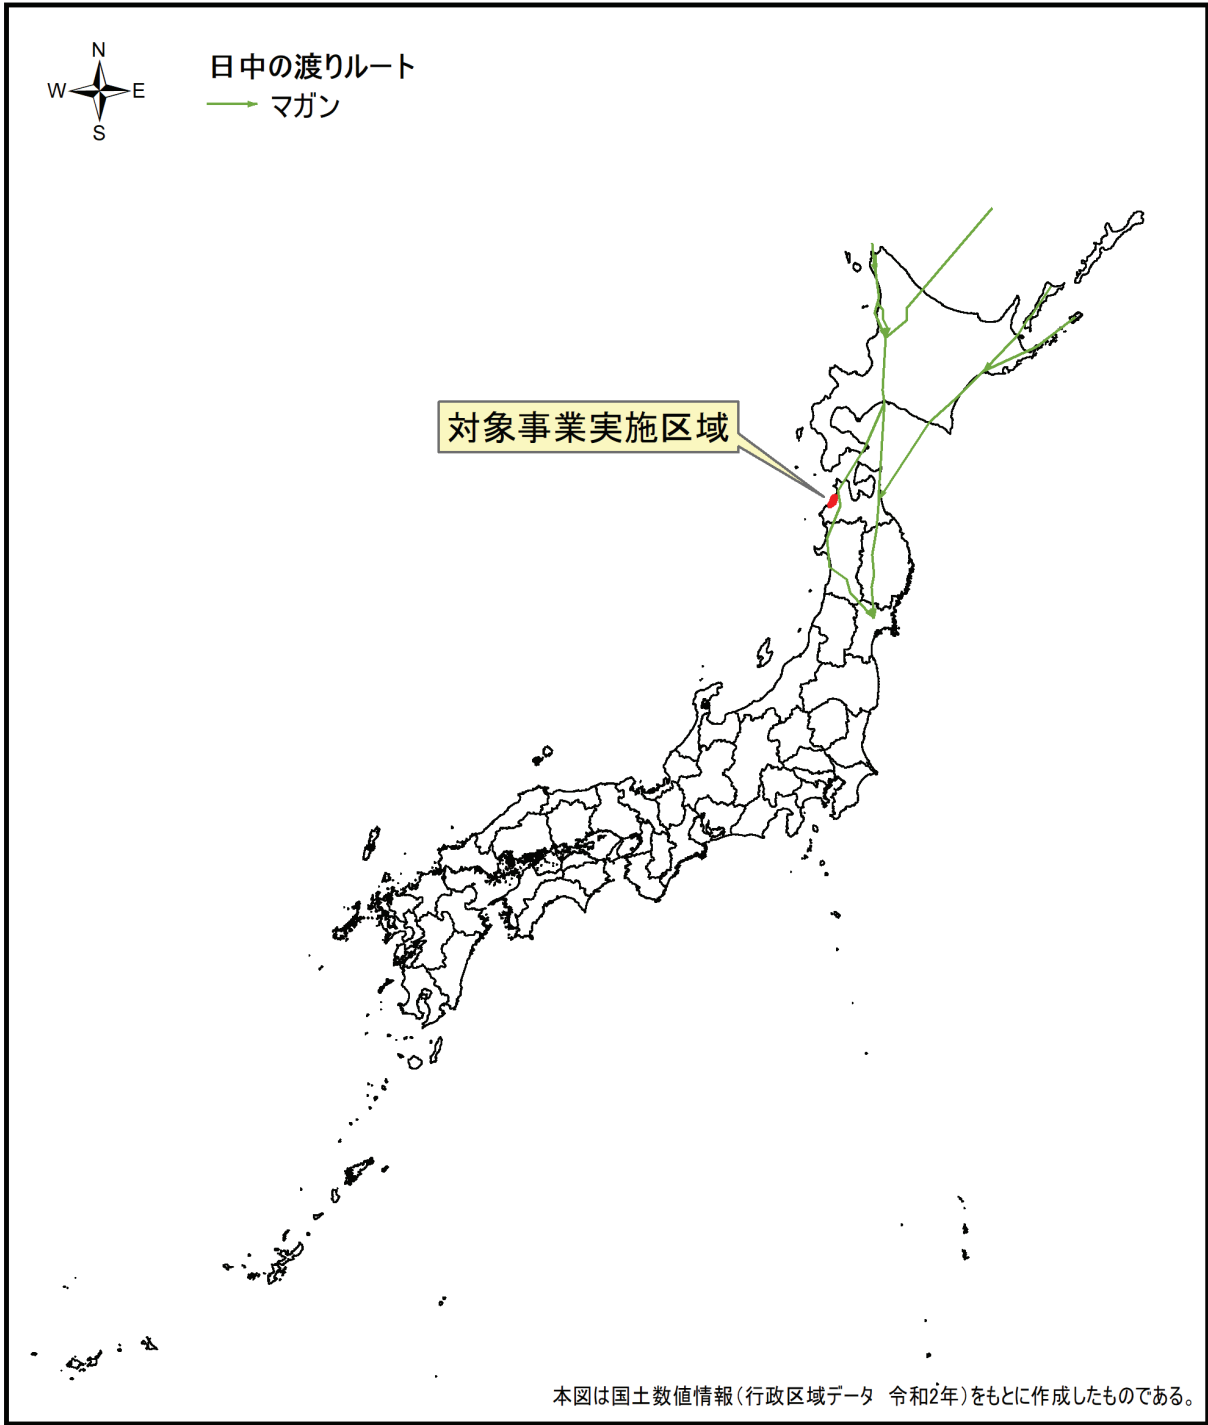 N
W E
S
日中の渡りルート
マガン
対象事業実施区域
本図は国土数値情報（行政区域データ　令和2年）をもとに作成したものである。